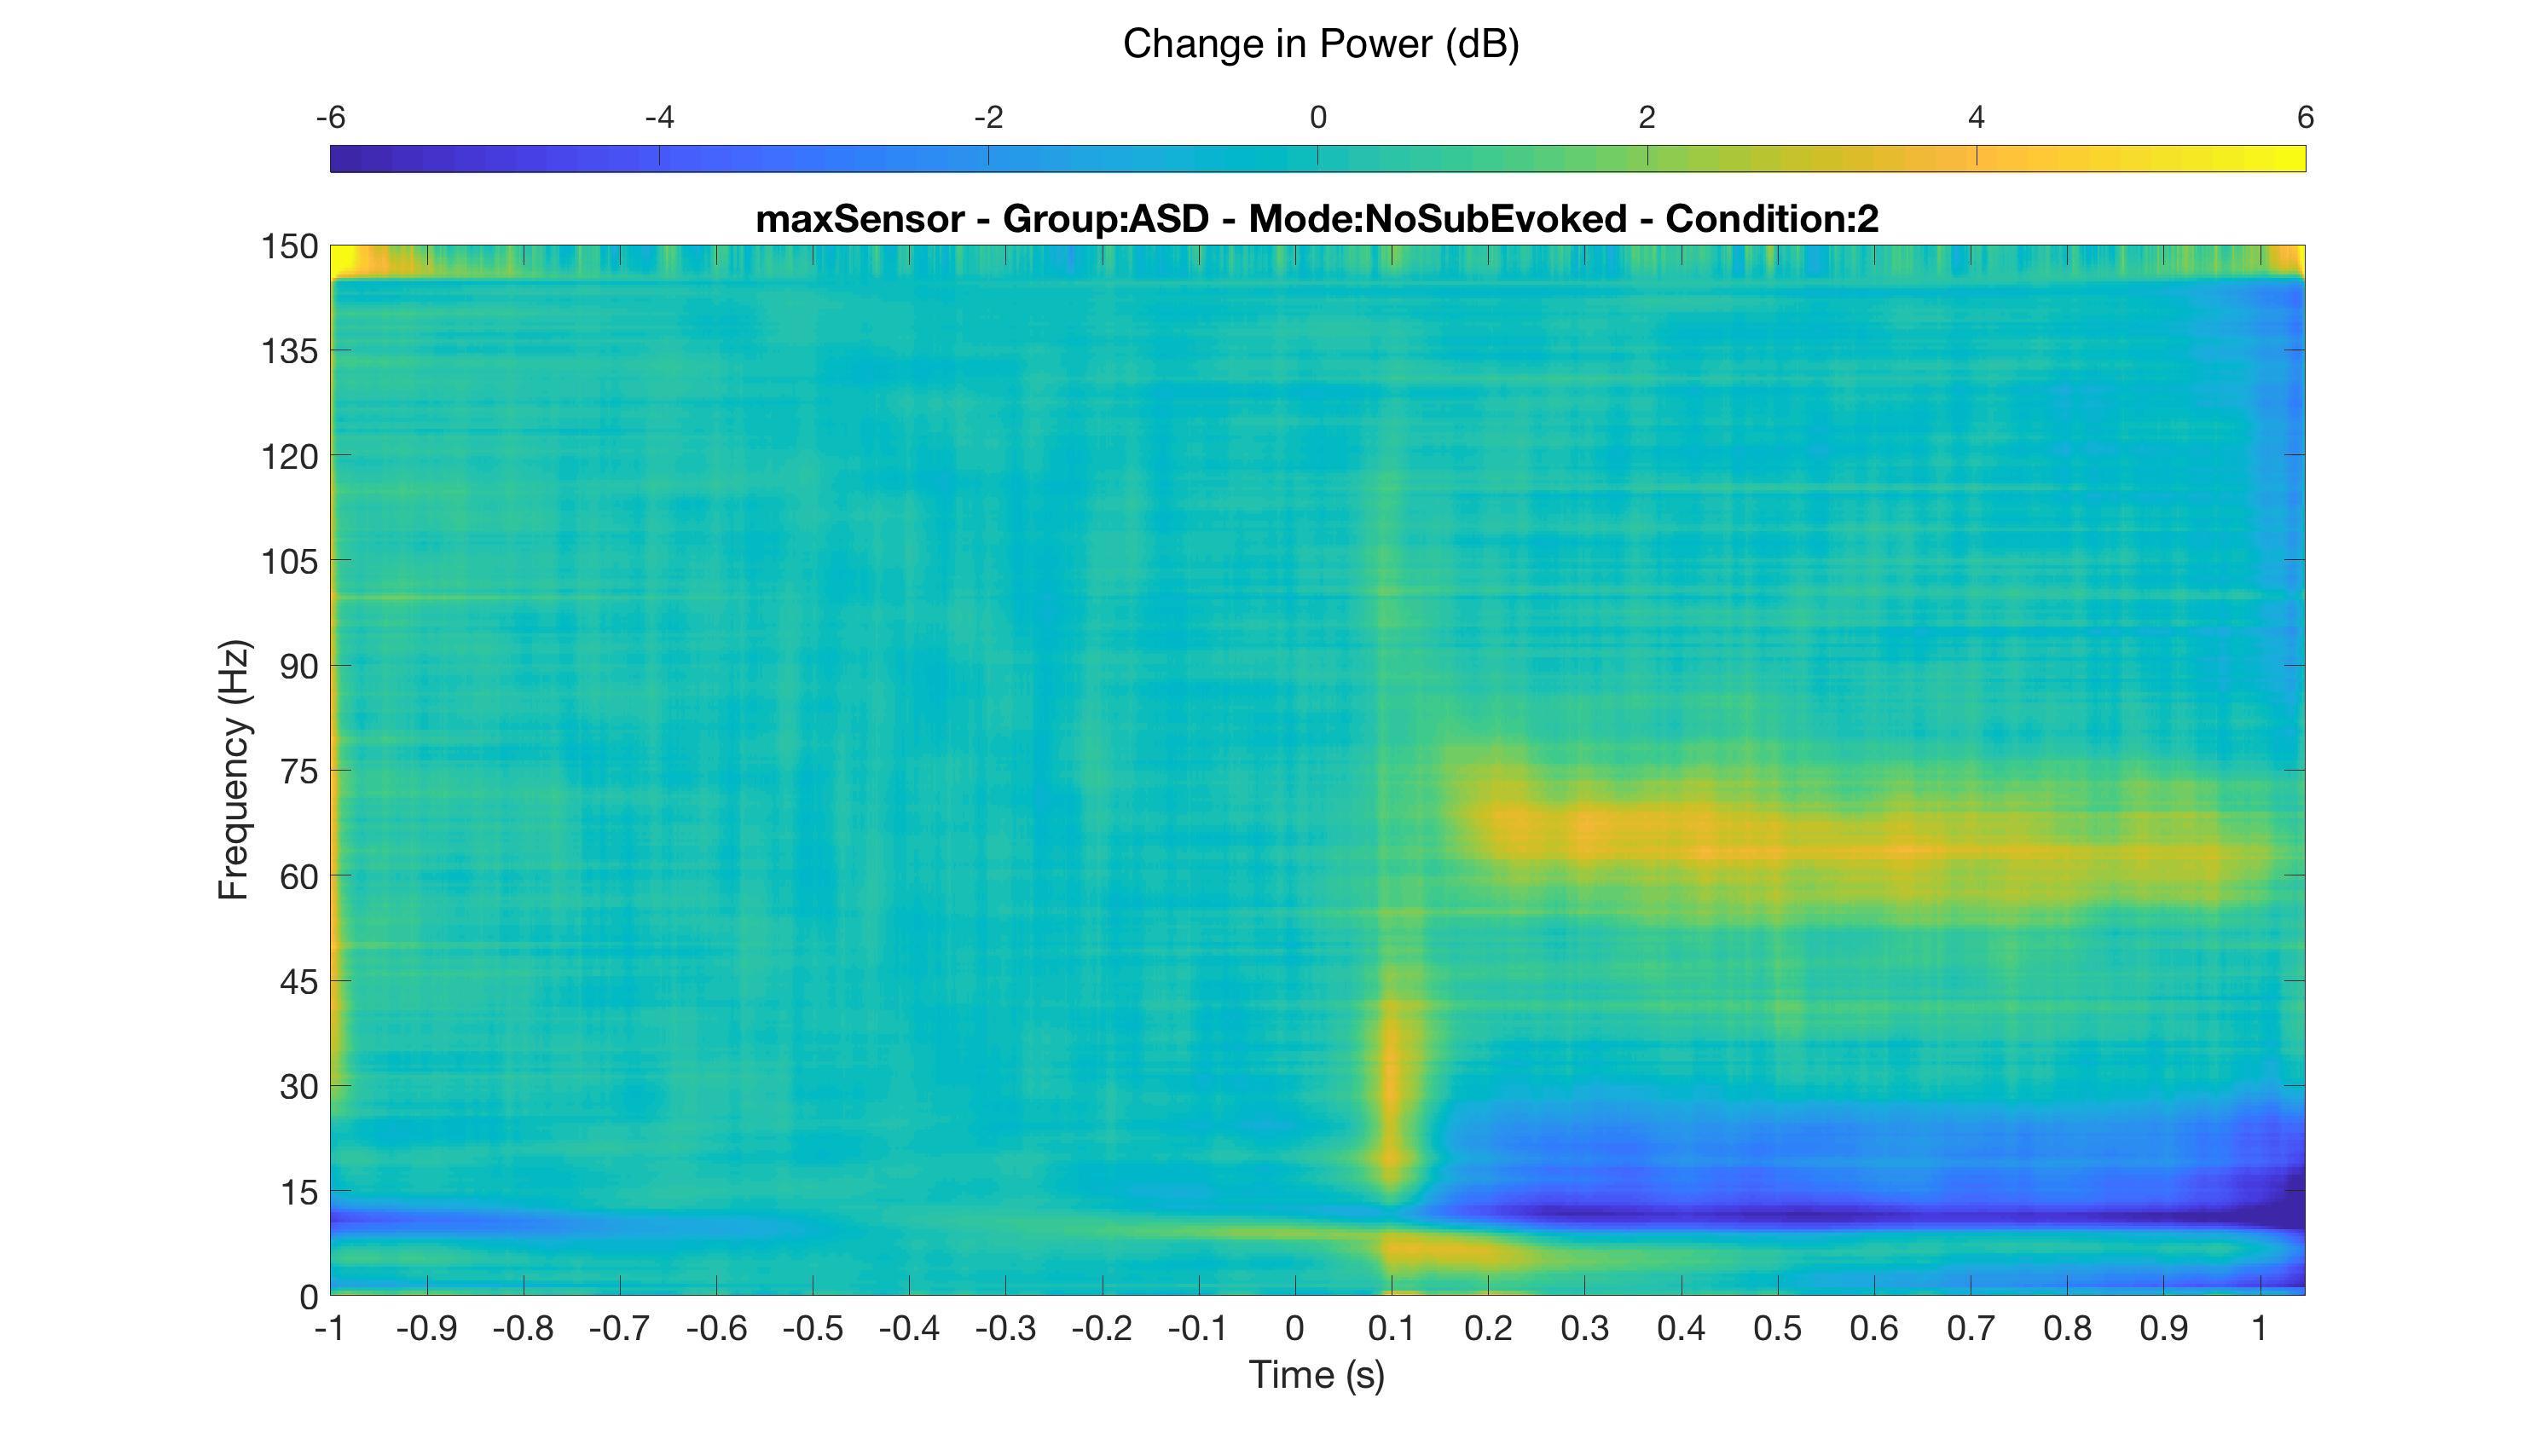 Change in Power (dB)
-6 -4 -2 0 2 4 6
maxSensor - Group:ASD - Mode:NoSubEvoked - Condition:2
150
135
120
105
90
75
60
45
30
15
0
Frequency (Hz)
-1 -0.9 -0.8 -0.7 -0.6 -0.5 -0.4 -0.3 -0.2 -0.1 0 0.1 0.2 0.3 0.4 0.5 0.6 0.7 0.8 0.9 1
Time (s)